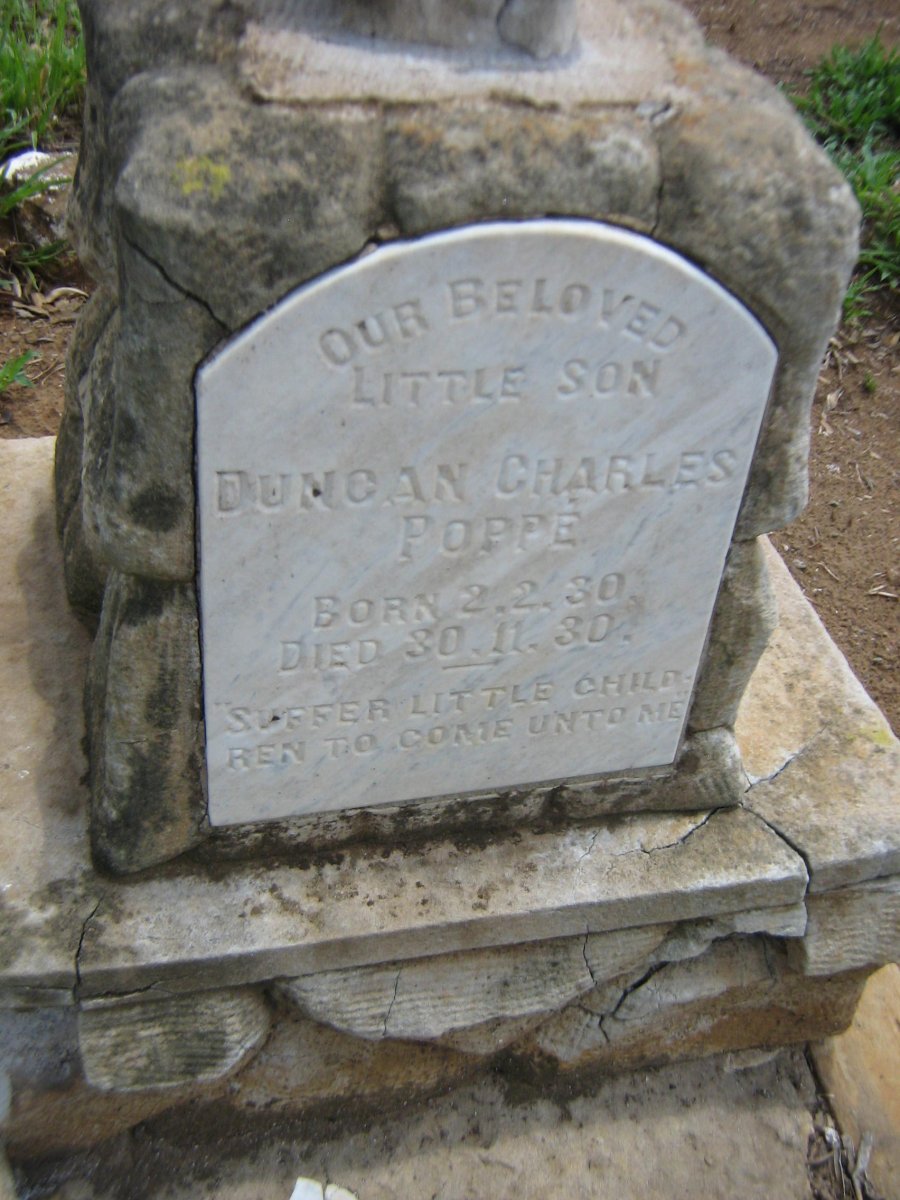 OUR BELOVED
LITTLE SON
DUNCAN CHARLES
POPPE
BORN 2.2.30.
DIED 30.11.30.
"SUFFER LITTLE CHILD-
REN TO COME UNTO ME"